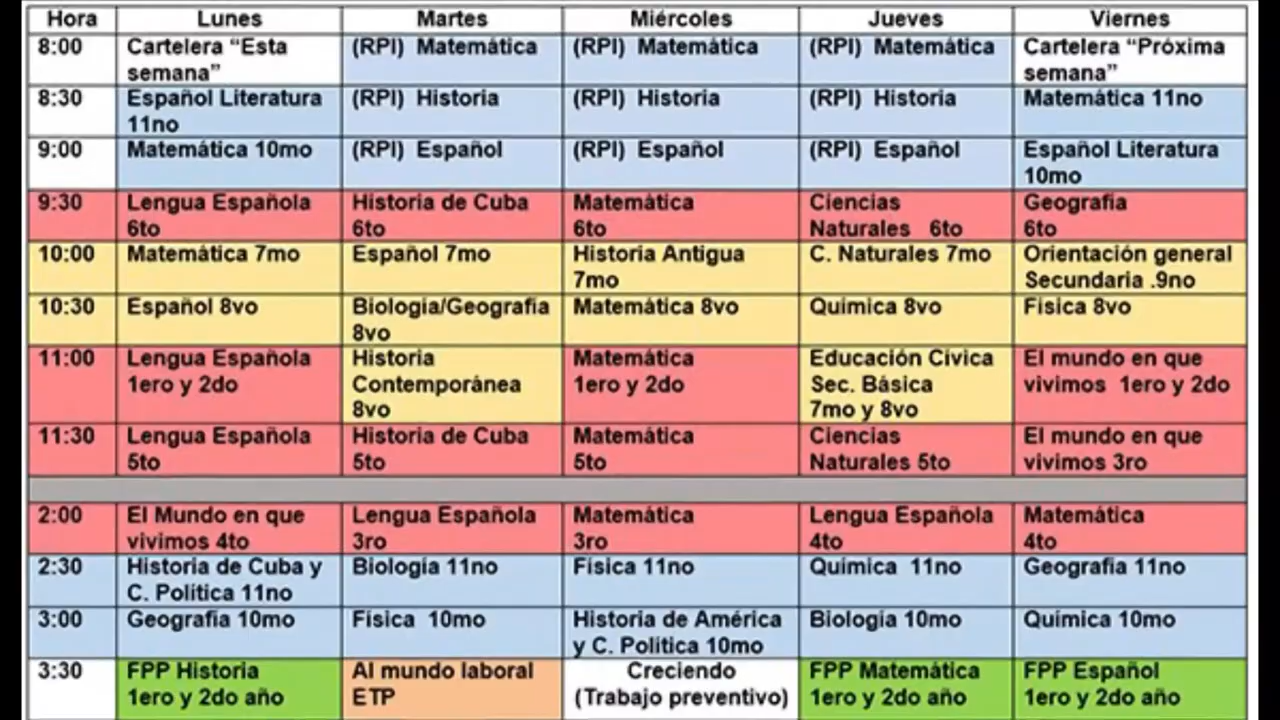 Hora Lunes Martes Miércoles Jueves Viernes
8:00 Cartelera “Esta (RPI) Matemática (RPI) Matemática (RPI) Matemática Cartelera “Próxima
semana” semana”
8:30 Español Literatura (RPI) Historia (RPI) Historia (RPI) Historia Matemática 11no
11no
9:00 Matemática 10mo (RPI) Español (RPI) Español (RPI) Español Español Literatura
10mo
9:30 Lengua Española Historia de Cuba Matemática Ciencias Geografía
6to 6to 6to Naturales 6to 6to
10:00 Matemática 7mo Español 7mo Historia Antigua C. Naturales 7mo Orientación general
7mo Secundaria .9no
10:30 Español 8vo Biología/Geografía Matemática 8vo Química 8vo Física 8vo
8vo
11:00 Lengua Española Historia Matemática Educación Cívica El mundo en que
1ero y 2do Contemporánea 1ero y 2do Sec. Básica vivimos 1ero y 2do
8vo 7mo y 8vo
11:30 Lengua Española Historia de Cuba Matemática Ciencias El mundo en que
5to 5to 5to Naturales 5to vivimos 3ro
2:00 El Mundo en que Lengua Española Matemática Lengua Española Matemática
vivimos 4to 3ro 3ro 4to 4to
2:30 Historia de Cuba y Biología 11no Física 11no Química 11no Geografía 11no
C. Política 11no
3:00 Geografía 10mo Física 10mo Historia de América Biología 10mo Química 10mo
y C. Política 10mo
3:30 FPP Historia Al mundo laboral Creciendo FPP Matemática FPP Español
1ero y 2do año ETP (Trabajo preventivo) 1ero y 2do año 1ero y 2do año